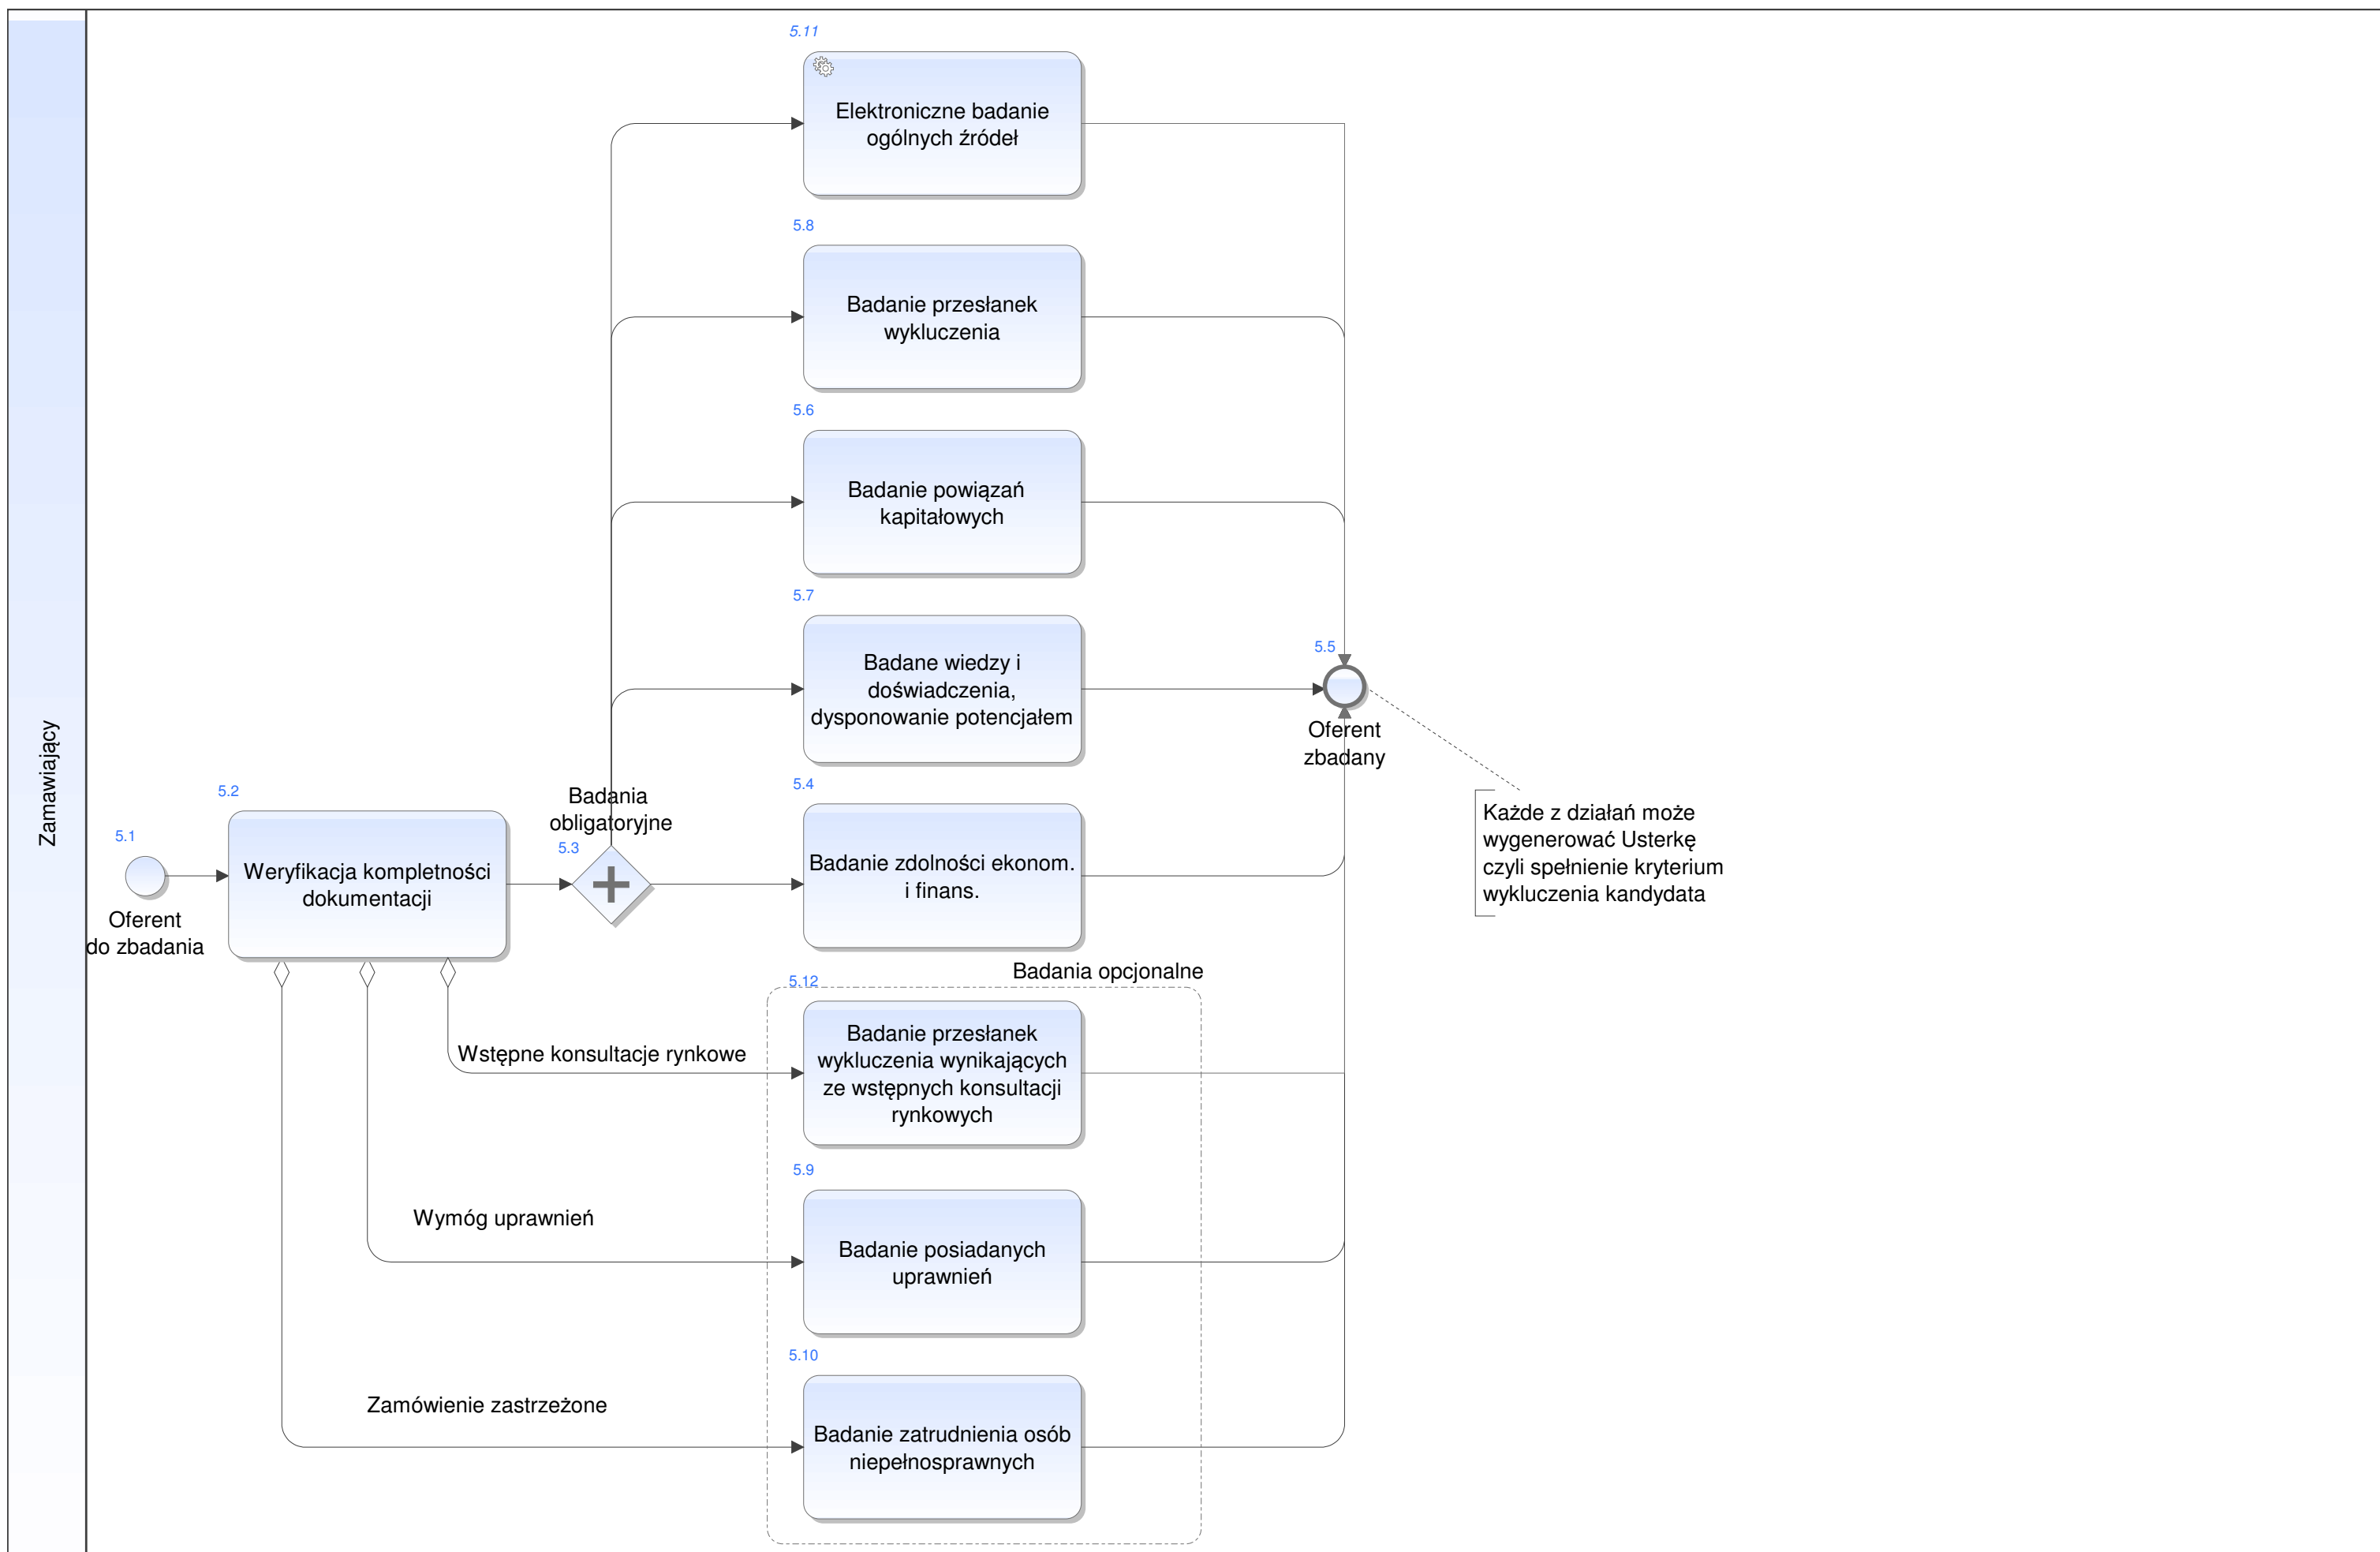 Zamawiający
5.11
Elektroniczne badanie
ogólnych źródeł
5.8
Badanie przesłanek
wykluczenia
5.6
Badanie powiązań
kapitałowych
5.7
Badane wiedzy i
doświadczenia,
dysponowanie potencjałem
5.5
Oferent
zbadany
5.1
Oferent
do zbadania
5.2
Weryfikacja kompletności
dokumentacji
Badania
obligatoryjne
5.3
5.4
Badanie zdolności ekonom.
i finans.
Każde z działań może
wygenerować Usterkę
czyli spełnienie kryterium
wykluczenia kandydata
Badania opcjonalne
5.12
Wstępne konsultacje rynkowe
Badanie przesłanek
wykluczenia wynikających
ze wstępnych konsultacji
rynkowych
5.9
Wymóg uprawnień
Badanie posiadanych
uprawnień
5.10
Zamówienie zastrzeżone
Badanie zatrudnienia osób
niepełnosprawnych